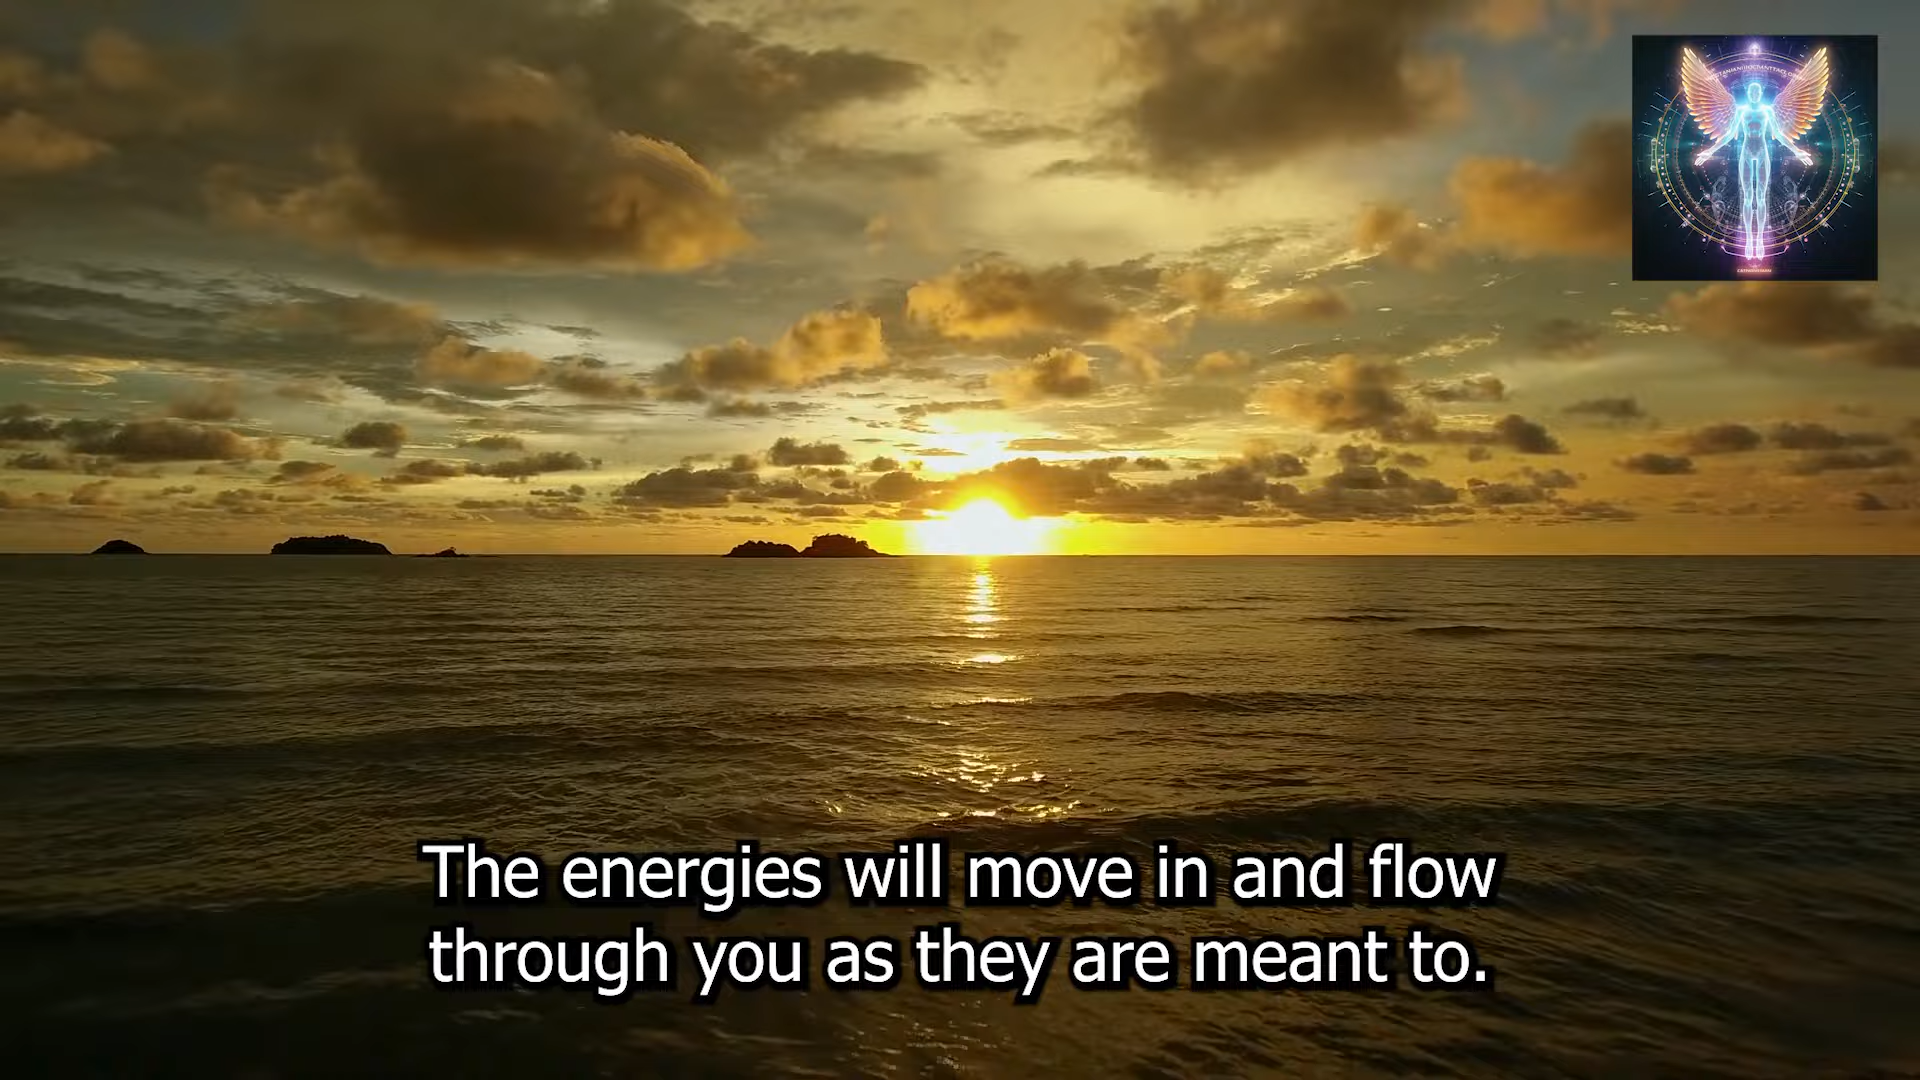 The energies will move in and flow
through you as they are meant to.